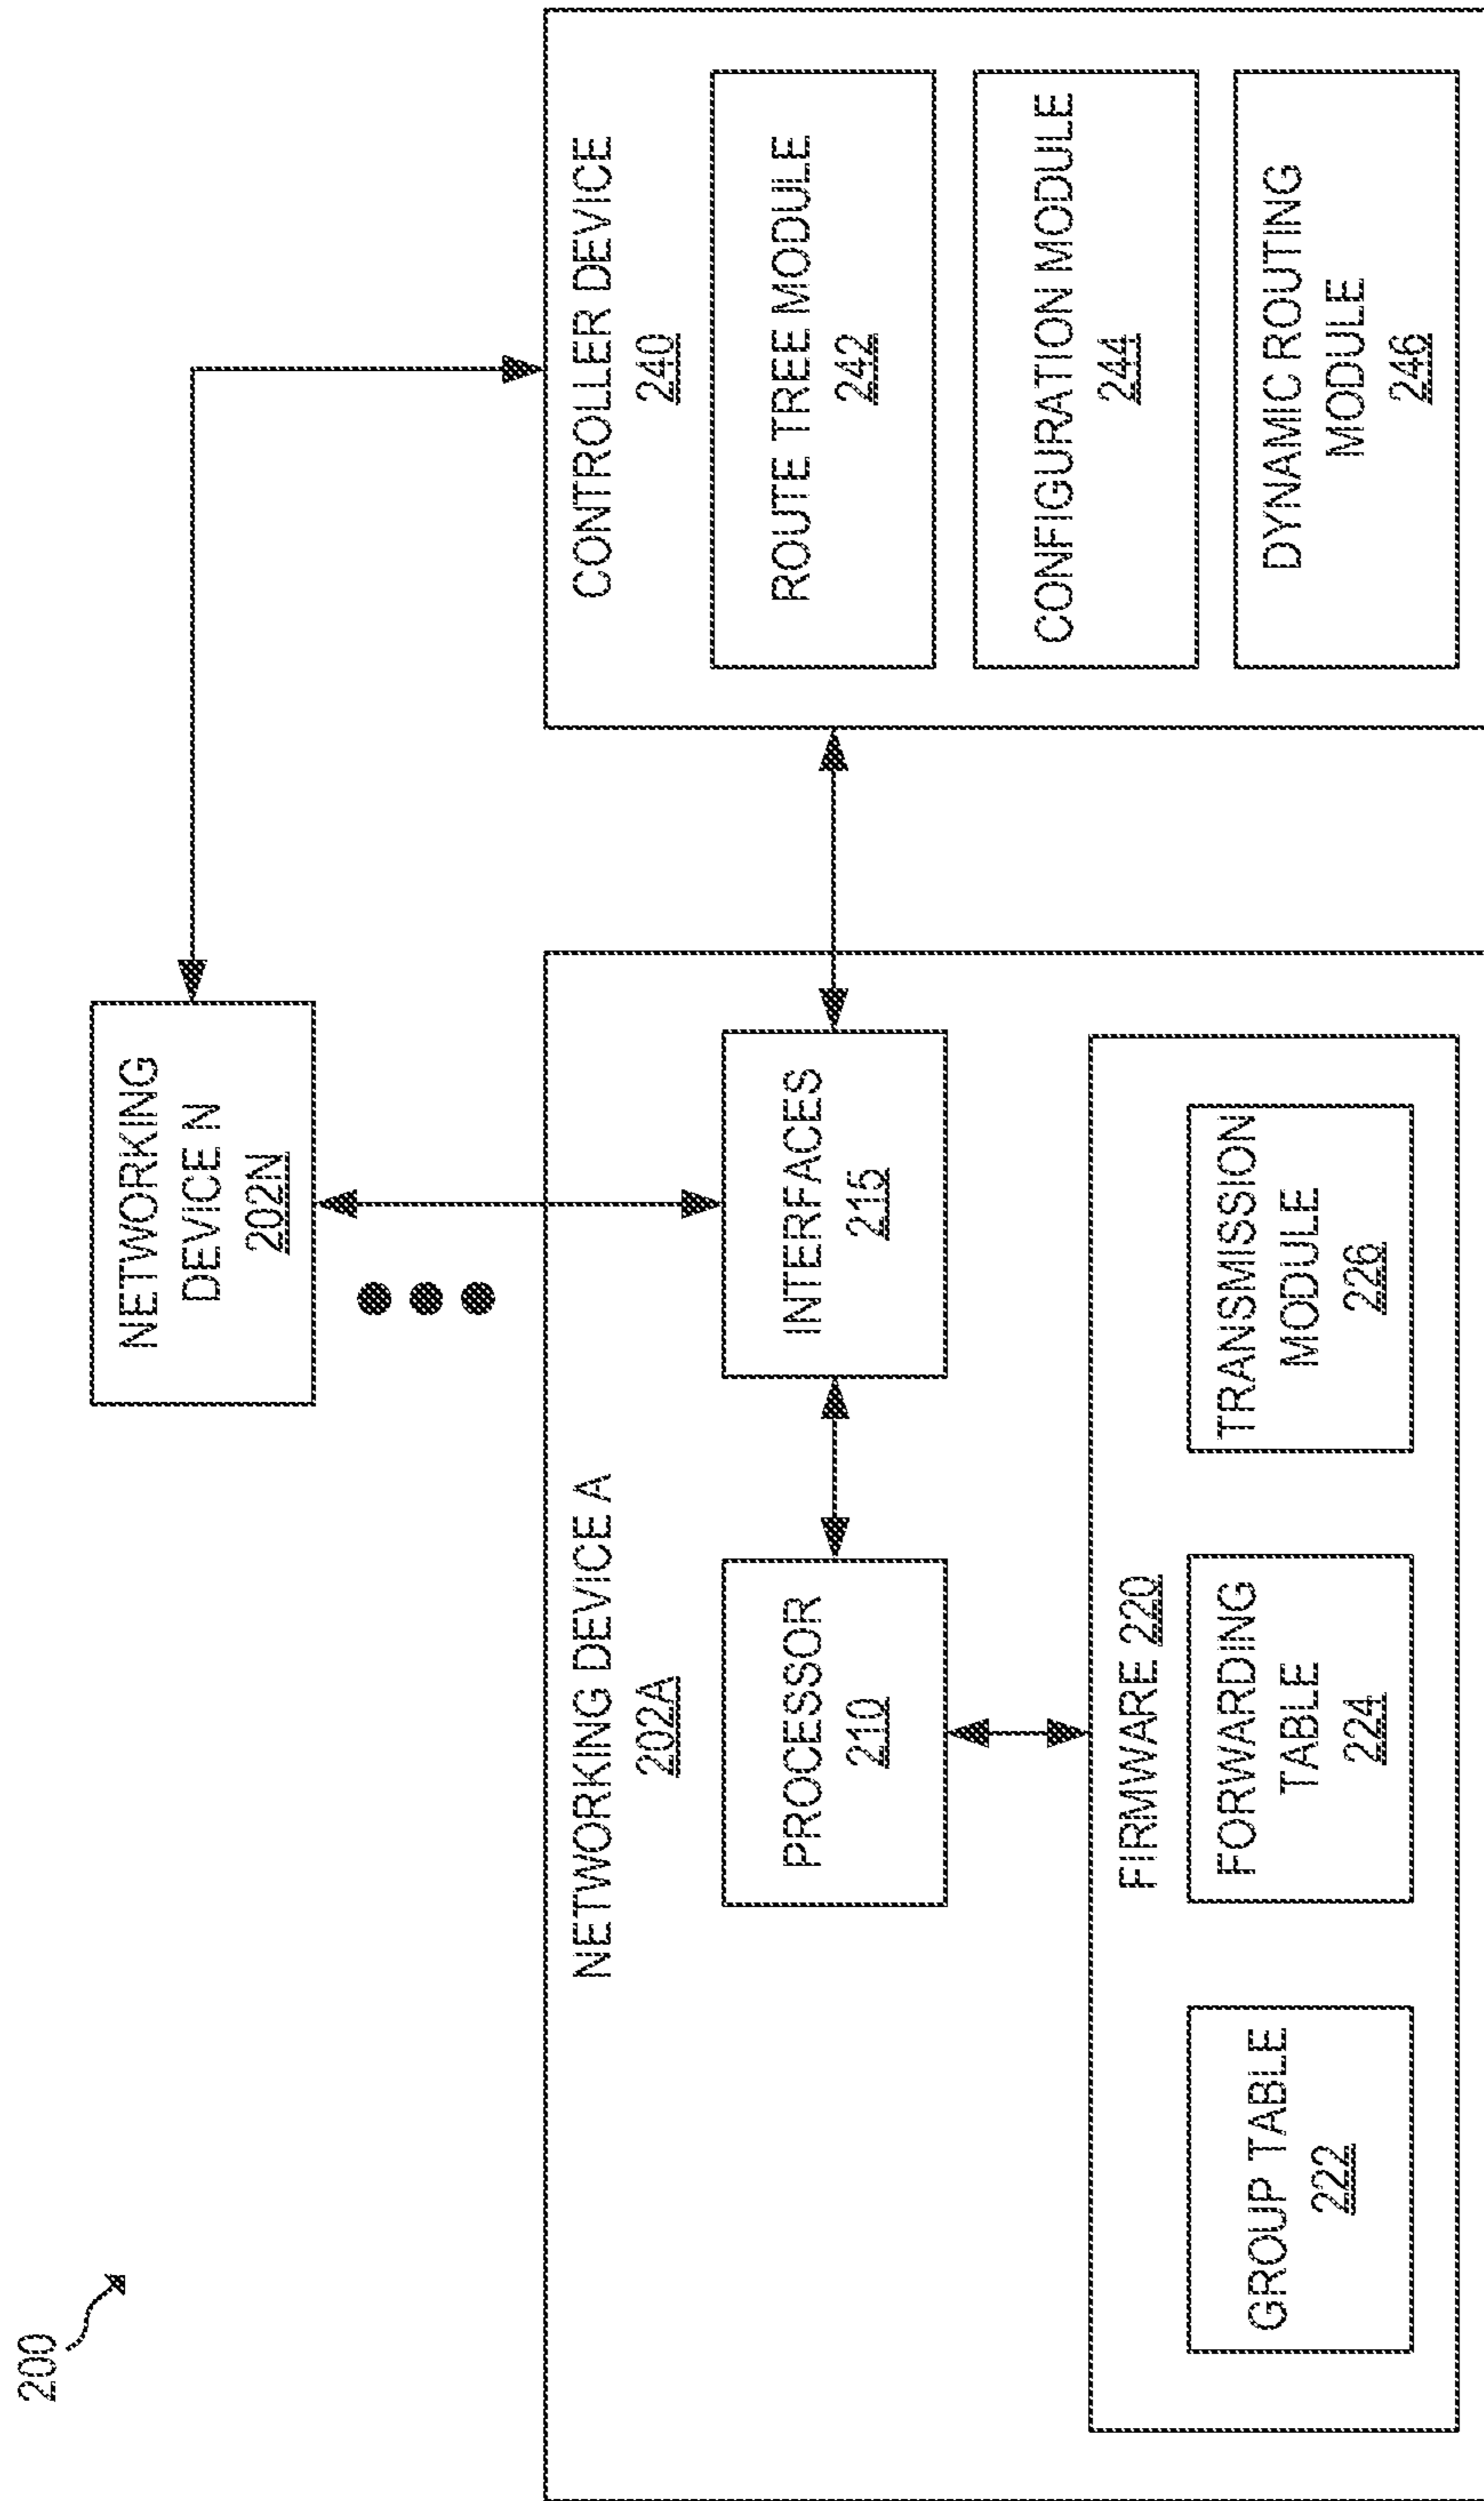 200
NETWORKING
DEVICE N
202N
NETWORKING DEVICE A
202A
PROCESSOR
210
INTERFACES
215
FIRMWARE 220
GROUP TABLE
222
FORWARDING
TABLE
224
TRANSMISSION
MODULE
226
CONTROLLER DEVICE
240
ROUTE TREE MODULE
242
CONFIGURATION MODULE
244
DYNAMIC ROUTING
MODULE
246